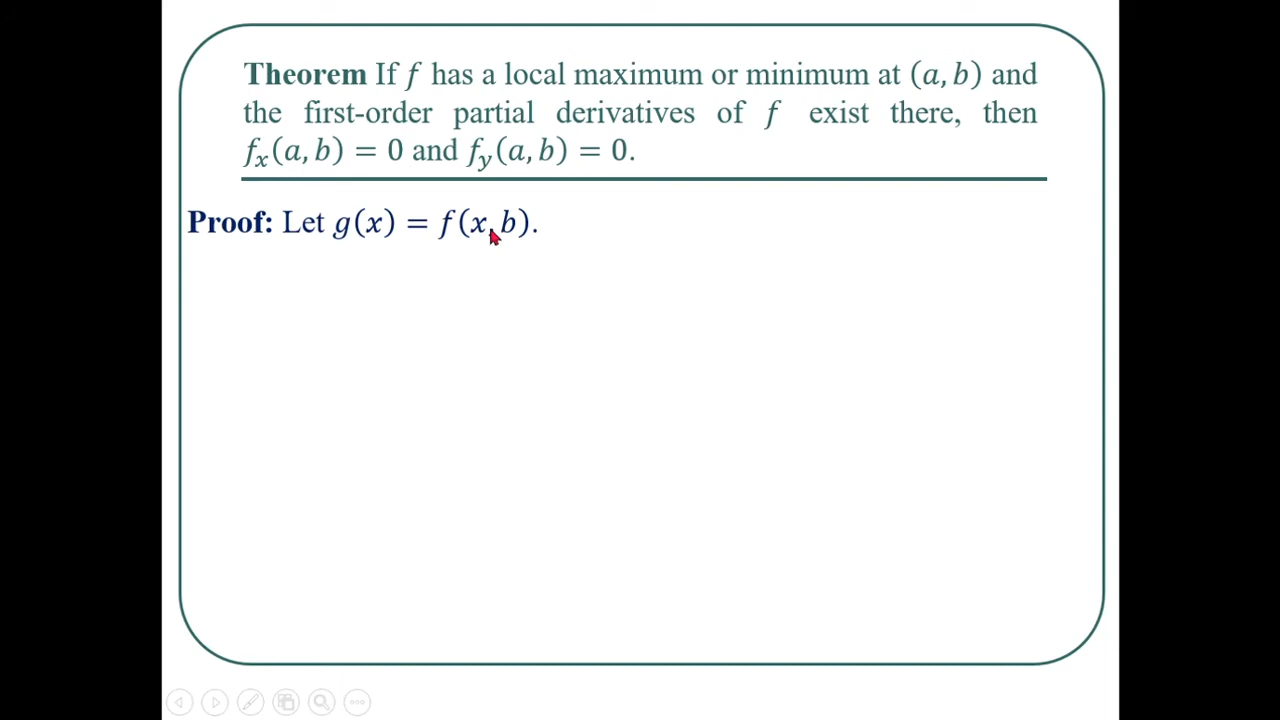 Theorem If f has a local maximum or minimum at (a, b) and
the first-order partial derivatives of f exist there, then
fₓ(a, b) = 0 and f_y(a, b) = 0.
Proof: Let g(x) = f(x, b).